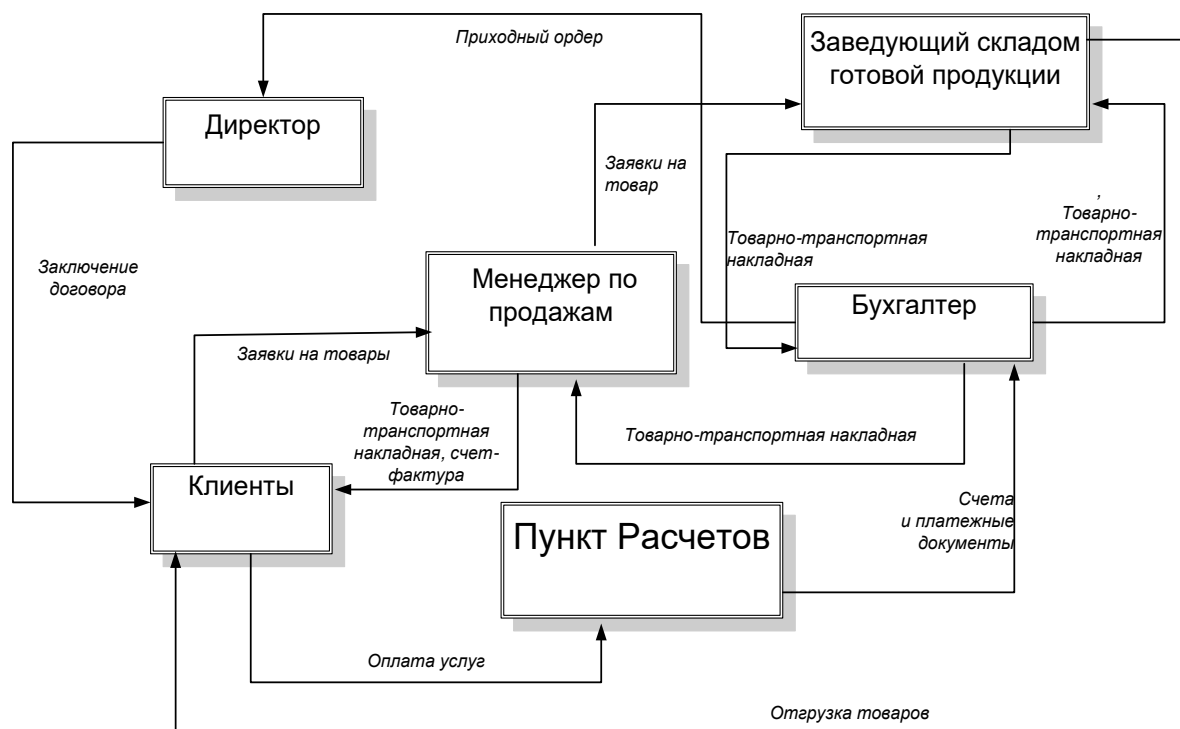 Приходный ордер
Заведующий складом
готовой продукции
Директор
Заявки на
товар
,
Товарно-
транспортная
накладная
Товарно-транспортная
накладная
Заключение
договора
Менеджер по
продажам
Бухгалтер
Заявки на товары
Товарно-
транспортная
накладная, счет-
фактура
Товарно-транспортная накладная
Клиенты
Счета
и платежные
документы
Пункт Расчетов
Оплата услуг
Отгрузка товаров